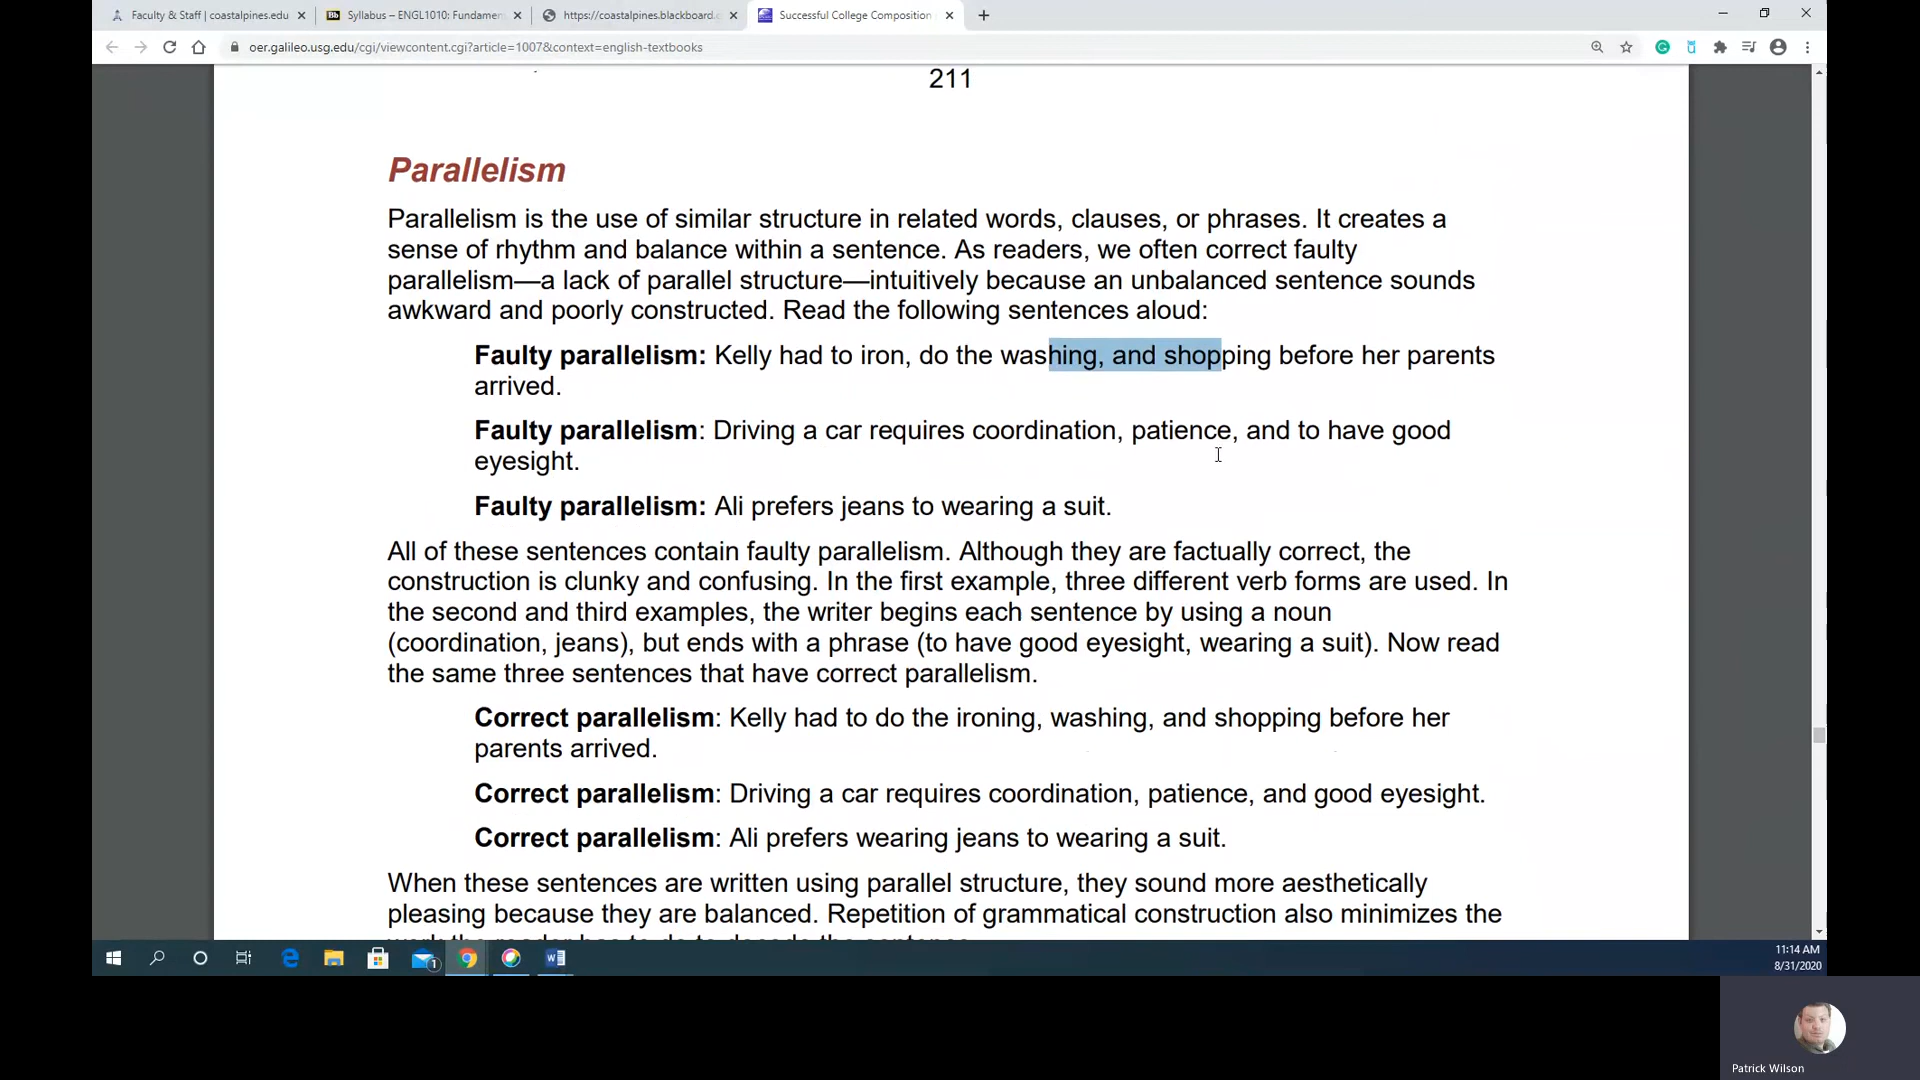 Faculty & Staff | coastalpines.edu
Bb Syllabus – ENGL1010: Fundamen
https://coastalpines.blackboard.c
Successful College Composition
oer.galileo.usg.edu/cgi/viewcontent.cgi?article=1007&context=english-textbooks
211
Parallelism
Parallelism is the use of similar structure in related words, clauses, or phrases. It creates a
sense of rhythm and balance within a sentence. As readers, we often correct faulty
parallelism—a lack of parallel structure—intuitively because an unbalanced sentence sounds
awkward and poorly constructed. Read the following sentences aloud:
Faulty parallelism: Kelly had to iron, do the washing, and shopping before her parents
arrived.
Faulty parallelism: Driving a car requires coordination, patience, and to have good
eyesight.
Faulty parallelism: Ali prefers jeans to wearing a suit.
All of these sentences contain faulty parallelism. Although they are factually correct, the
construction is clunky and confusing. In the first example, three different verb forms are used. In
the second and third examples, the writer begins each sentence by using a noun
(coordination, jeans), but ends with a phrase (to have good eyesight, wearing a suit). Now read
the same three sentences that have correct parallelism.
Correct parallelism: Kelly had to do the ironing, washing, and shopping before her
parents arrived.
Correct parallelism: Driving a car requires coordination, patience, and good eyesight.
Correct parallelism: Ali prefers wearing jeans to wearing a suit.
When these sentences are written using parallel structure, they sound more aesthetically
pleasing because they are balanced. Repetition of grammatical construction also minimizes the
work the reader has to do to decode the sentence.
1
11:14 AM
8/31/2020
Patrick Wilson